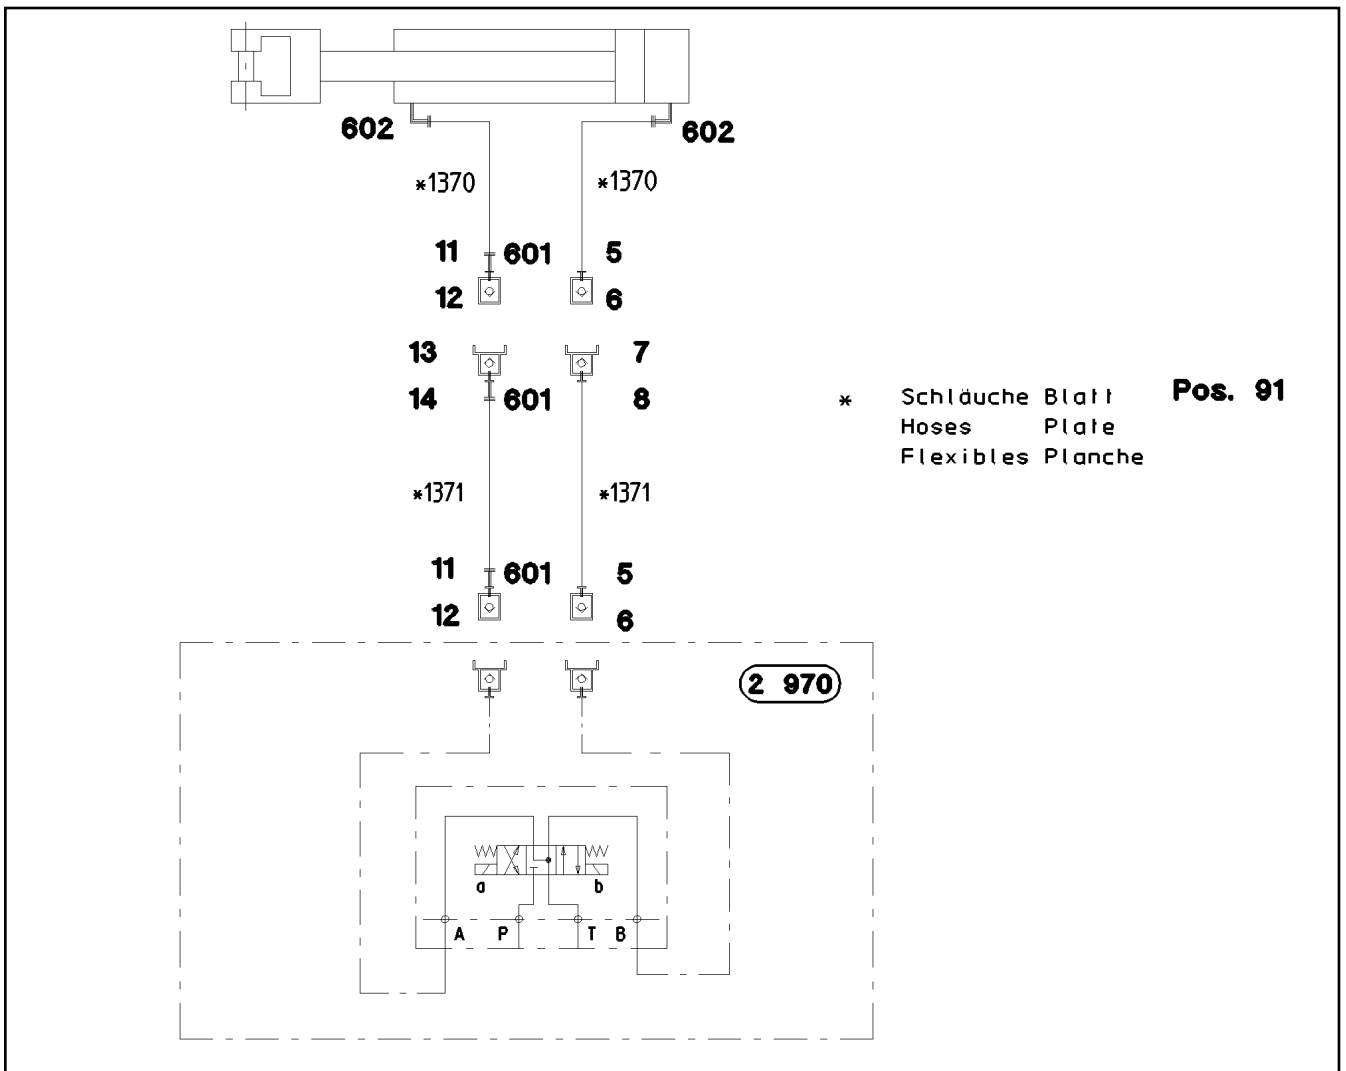 602 602
*1370 *1370
11 601 5
12 6
13 7
14 601 8
* Schläuche Blatt Pos. 91
Hoses Plate
Flexibles Planche
*1371 *1371
11 601 5
12 6
2 970
a b
A P T B